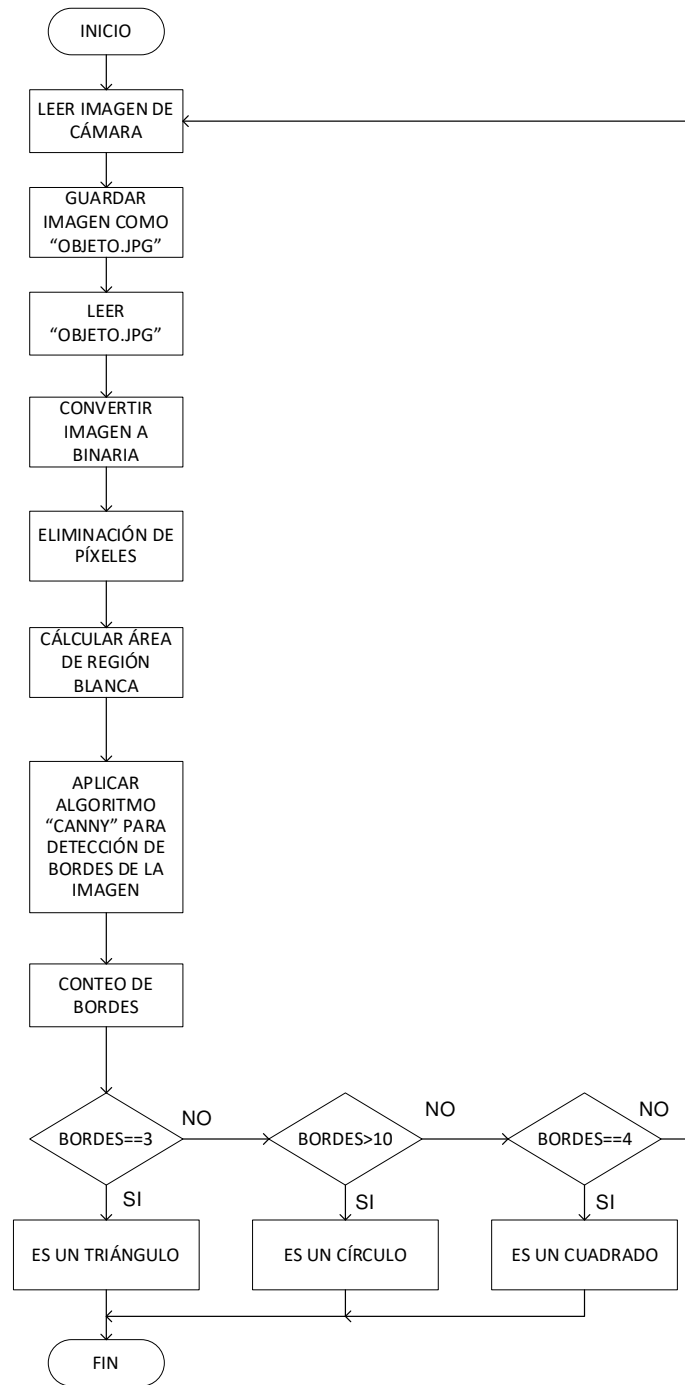 INICIO
LEER IMAGEN DE
CÁMARA
GUARDAR
IMAGEN COMO
“OBJETO.JPG”
LEER
“OBJETO.JPG”
CONVERTIR
IMAGEN A
BINARIA
ELIMINACIÓN DE
PÍXELES
CÁLCULAR ÁREA
DE REGIÓN
BLANCA
APLICAR
ALGORITMO
“CANNY” PARA
DETECCIÓN DE
BORDES DE LA
IMAGEN
CONTEO DE
BORDES
BORDES==3
NO
BORDES>10
NO
BORDES==4
NO
SI
SI
SI
ES UN TRIÁNGULO
ES UN CÍRCULO
ES UN CUADRADO
FIN